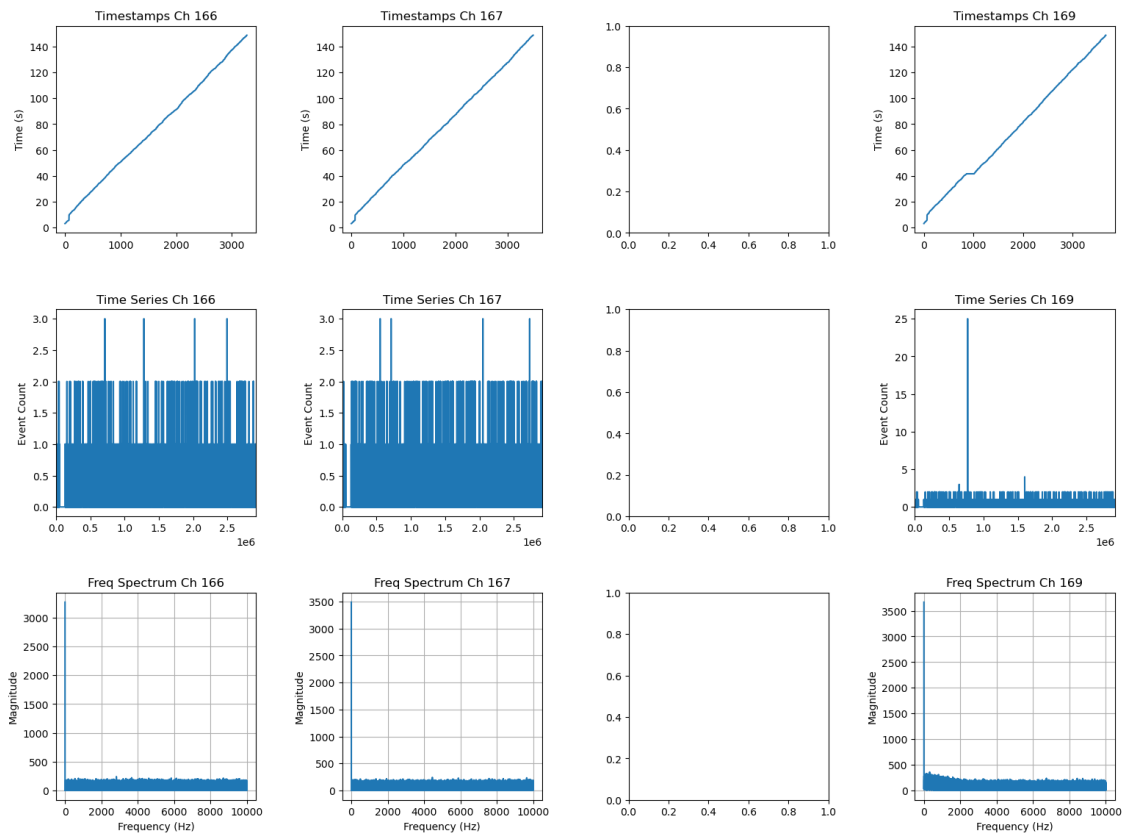 Timestamps Ch 166
Timestamps Ch 167
Timestamps Ch 169
Time (s)
140
120
100
80
60
40
20
0
0 1000 2000 3000
Time (s)
140
120
100
80
60
40
20
0
0 1000 2000 3000
1.0
0.8
0.6
0.4
0.2
0.0
0.0 0.2 0.4 0.6 0.8 1.0
Time (s)
140
120
100
80
60
40
20
0
0 1000 2000 3000
Time Series Ch 166
Time Series Ch 167
Time Series Ch 169
Event Count
3.0
2.5
2.0
1.5
1.0
0.5
0.0
0.0 0.5 1.0 1.5 2.0 2.5
1e6
Event Count
3.0
2.5
2.0
1.5
1.0
0.5
0.0
0.0 0.5 1.0 1.5 2.0 2.5
1e6
1.0
0.8
0.6
0.4
0.2
0.0
0.0 0.2 0.4 0.6 0.8 1.0
Event Count
25
20
15
10
5
0
0.0 0.5 1.0 1.5 2.0 2.5
1e6
Freq Spectrum Ch 166
Freq Spectrum Ch 167
Freq Spectrum Ch 169
Magnitude
3000
2500
2000
1500
1000
500
0
0 2000 4000 6000 8000 10000
Frequency (Hz)
Magnitude
3500
3000
2500
2000
1500
1000
500
0
0 2000 4000 6000 8000 10000
Frequency (Hz)
1.0
0.8
0.6
0.4
0.2
0.0
0.0 0.2 0.4 0.6 0.8 1.0
Magnitude
3500
3000
2500
2000
1500
1000
500
0
0 2000 4000 6000 8000 10000
Frequency (Hz)